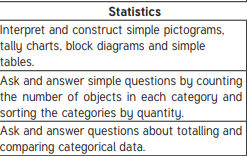 Statistics
Interpret and construct simple pictograms,
tally charts, block diagrams and simple
tables.
Ask and answer simple questions by counting
the number of objects in each category and
sorting the categories by quantity.
Ask and answer questions about totalling and
comparing categorical data.